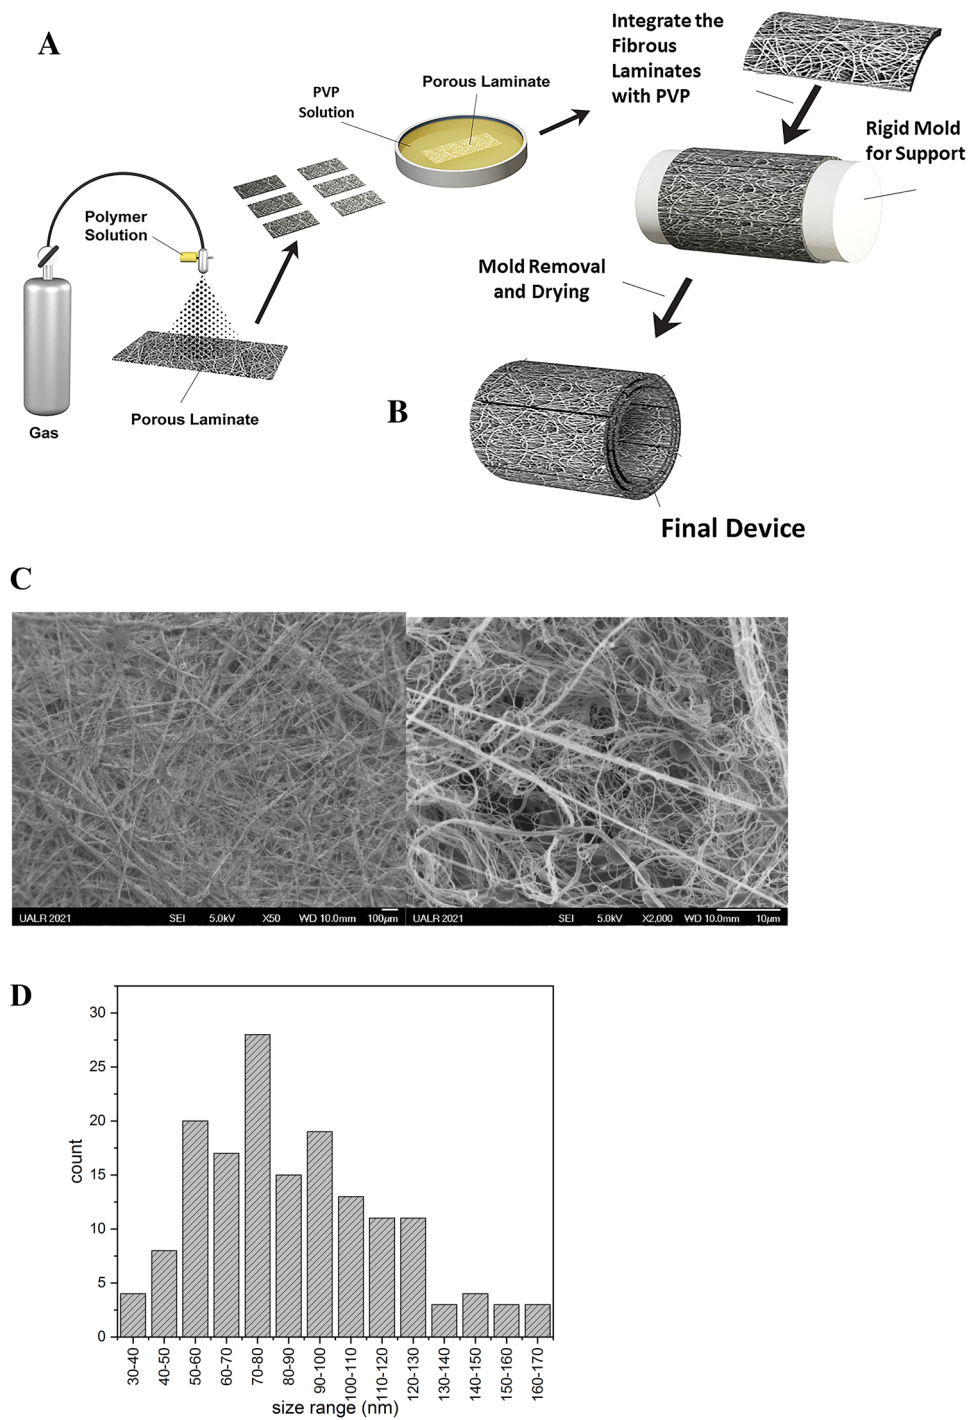 A
Integrate the
Fibrous
Laminates
with PVP
Porous Laminate
PVP
Solution
Rigid Mold
for Support
Polymer
Solution
Mold Removal
and Drying
Porous Laminate
Gas
B
Final Device
C
UALR 2021 SEI 5.0kV X50 WD 10.0mm 100μm
UALR 2021 SEI 5.0kV X2,000 WD 10.0mm 10μm
D
30
25
20
15
10
5
0
count
30-40
40-50
50-60
60-70
70-80
80-90
90-100
100-110
110-120
120-130
130-140
140-150
150-160
160-170
size range (nm)